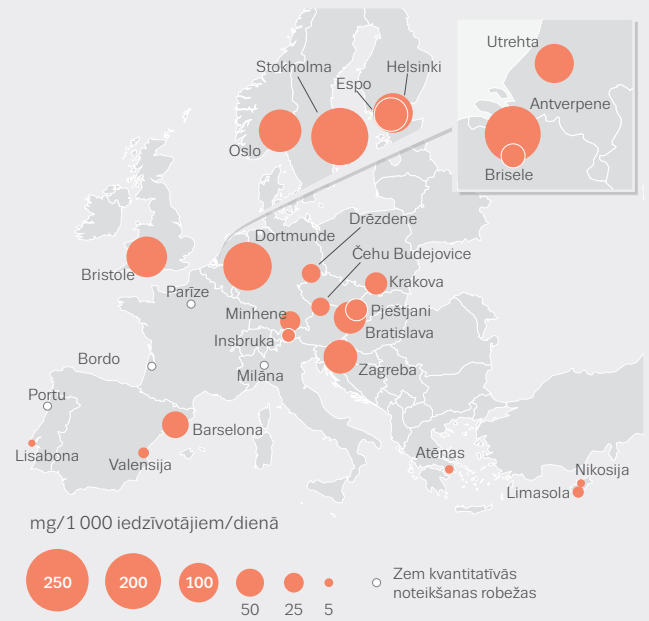 Utrehta
Antverpene
Brisele
Stokholma
Helsinki
Espo
Oslo
Drēzdene
Dortmunde
Čehu Budejovice
Bristole
Krakova
Parīze
Minhene
Pještjani
Bratislava
Insbruka
Bordo
Milāna
Zagreba
Portu
Barselona
Lisabona
Valensija
Atēnas
Nikosija
Limasola
mg/1 000 iedzīvotājiem/dienā
250 200 100 50 25 5
Zem kvantitatīvās
noteikšanas robežas